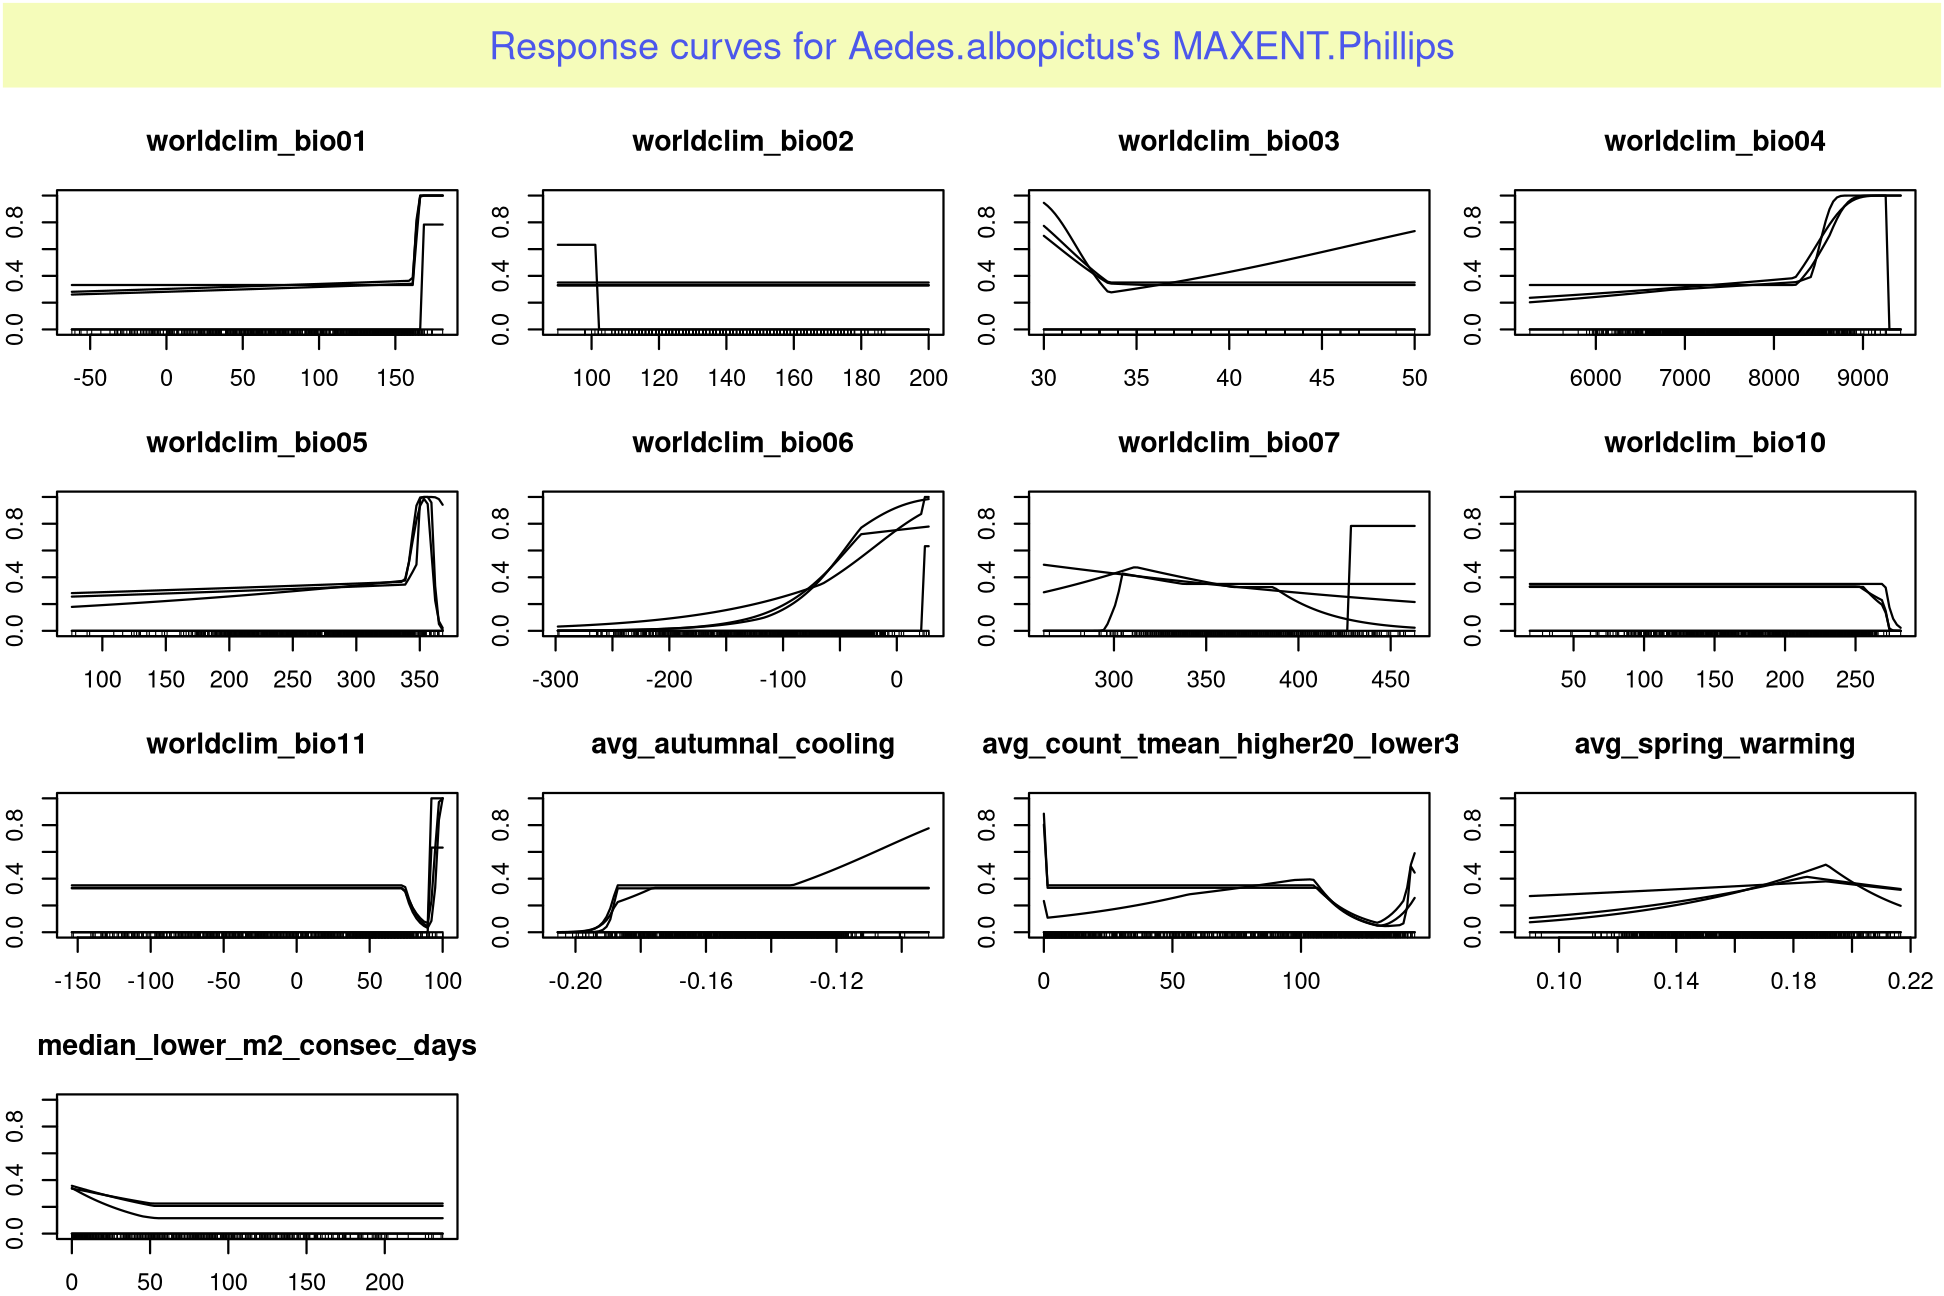 Response curves for Aedes.albopictus's MAXENT.Phillips
worldclim_bio01 worldclim_bio02 worldclim_bio03 worldclim_bio04
0.0 0.4 0.8 0.0 0.4 0.8 0.0 0.4 0.8 0.0 0.4 0.8
-50 0 50 100 150 100 120 140 160 180 200 30 35 40 45 50 6000 7000 8000 9000
worldclim_bio05 worldclim_bio06 worldclim_bio07 worldclim_bio10
0.0 0.4 0.8 0.0 0.4 0.8 0.0 0.4 0.8 0.0 0.4 0.8
100 150 200 250 300 350 -300 -200 -100 0 300 350 400 450 50 100 150 200 250
worldclim_bio11 avg_autumnal_cooling avg_count_tmean_higher20_lower3 avg_spring_warming
0.0 0.4 0.8 0.0 0.4 0.8 0.0 0.4 0.8 0.0 0.4 0.8
-150 -100 -50 0 50 100 -0.20 -0.16 -0.12 0 50 100 0.10 0.14 0.18 0.22
median_lower_m2_consec_days
0.0 0.4 0.8
0 50 100 150 200